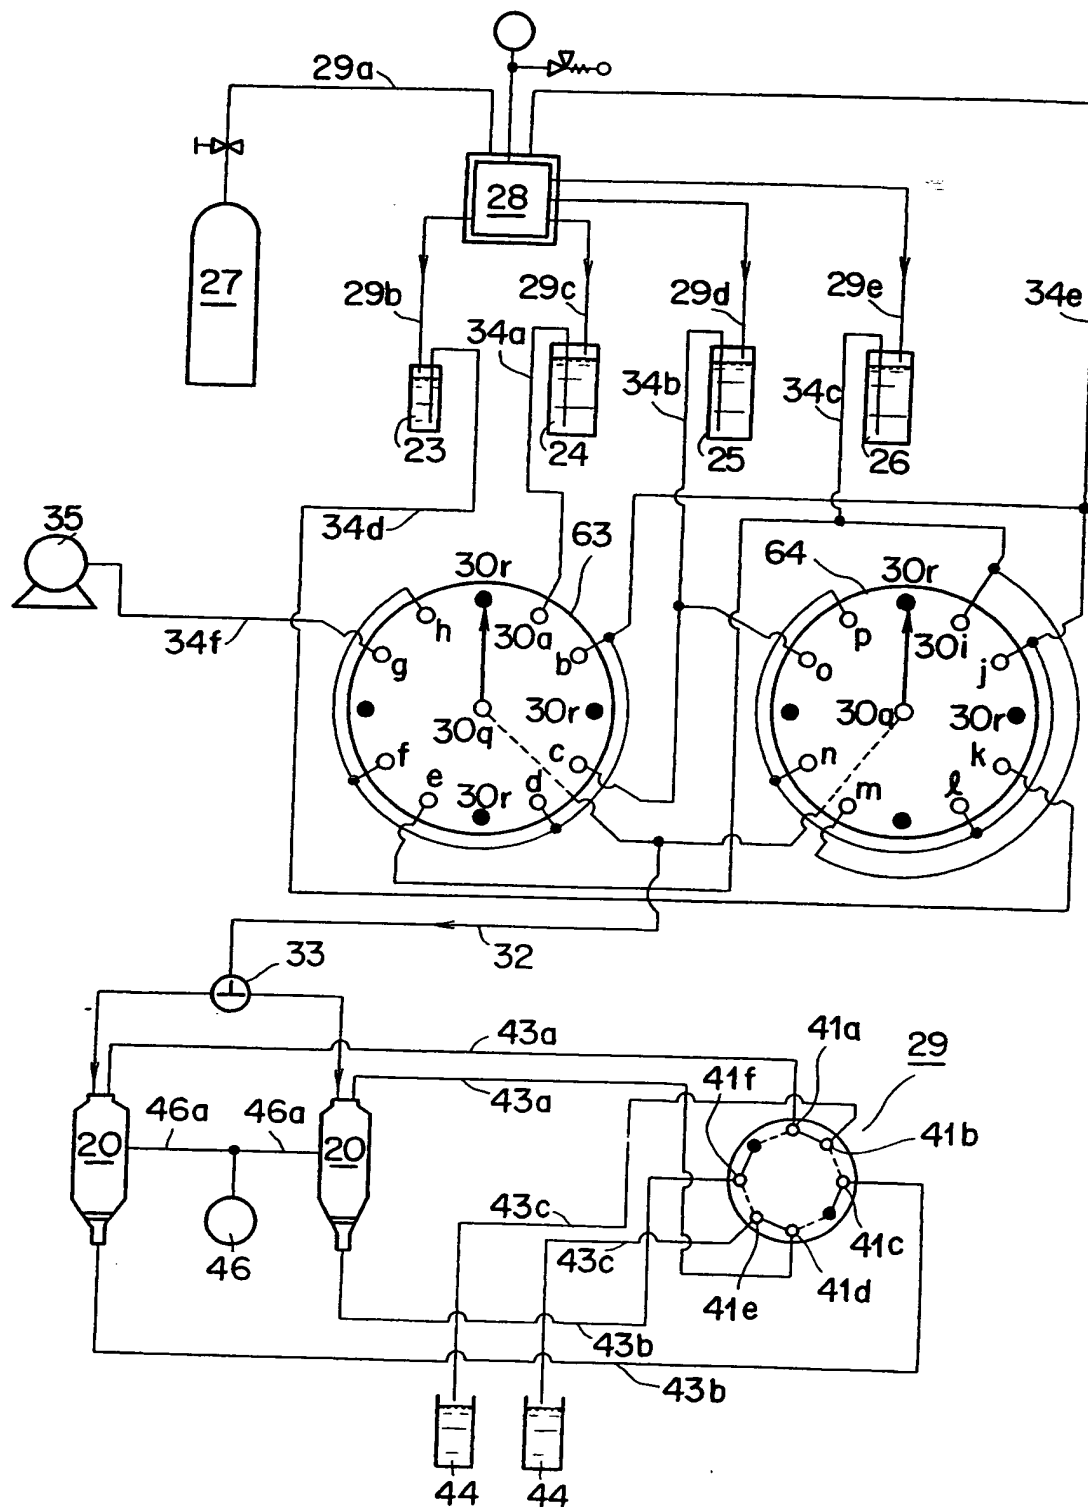 29a
28
27
29b
29c
29d
29e
34e
34a
34b
34c
23
24
25
26
34d
35
63
64
30r
30r
h
30a
p
30i
34f
g
b
o
j
30q
30r
30q
30r
f
c
n
k
e
30r
d
m
l
32
33
43a
41a
29
41f
43a
46a
46a
41b
20
20
43c
43c
41c
46
41d
41e
43b
43b
44
44